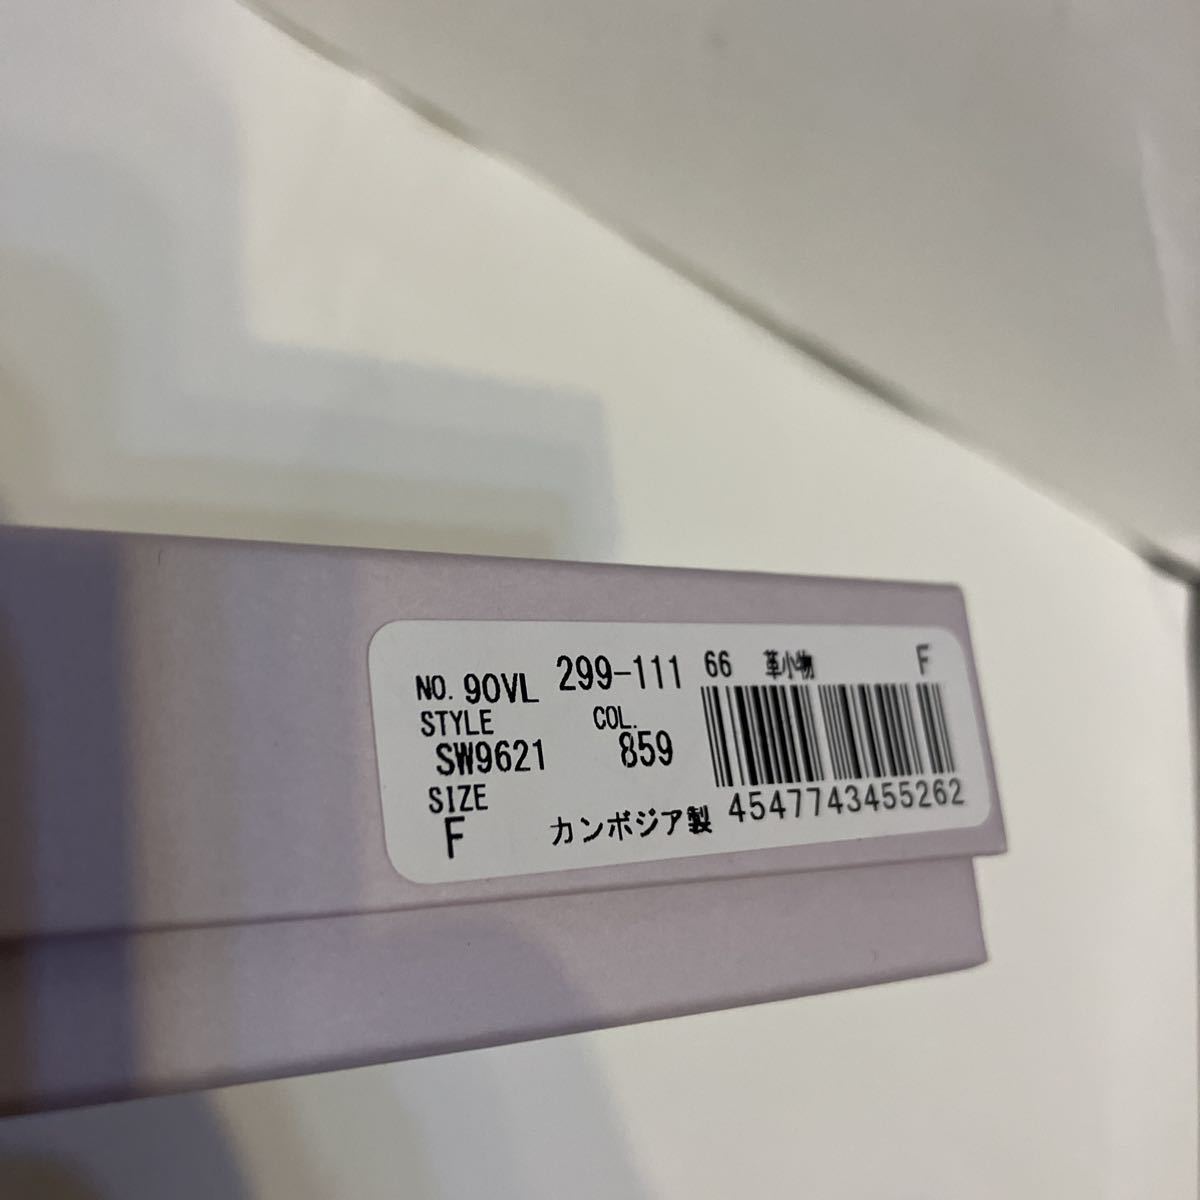 NO. 90VL 299-111 66 革小物 F
STYLE COL.
SW9621 859
SIZE
F カンボジア製 4547743455262